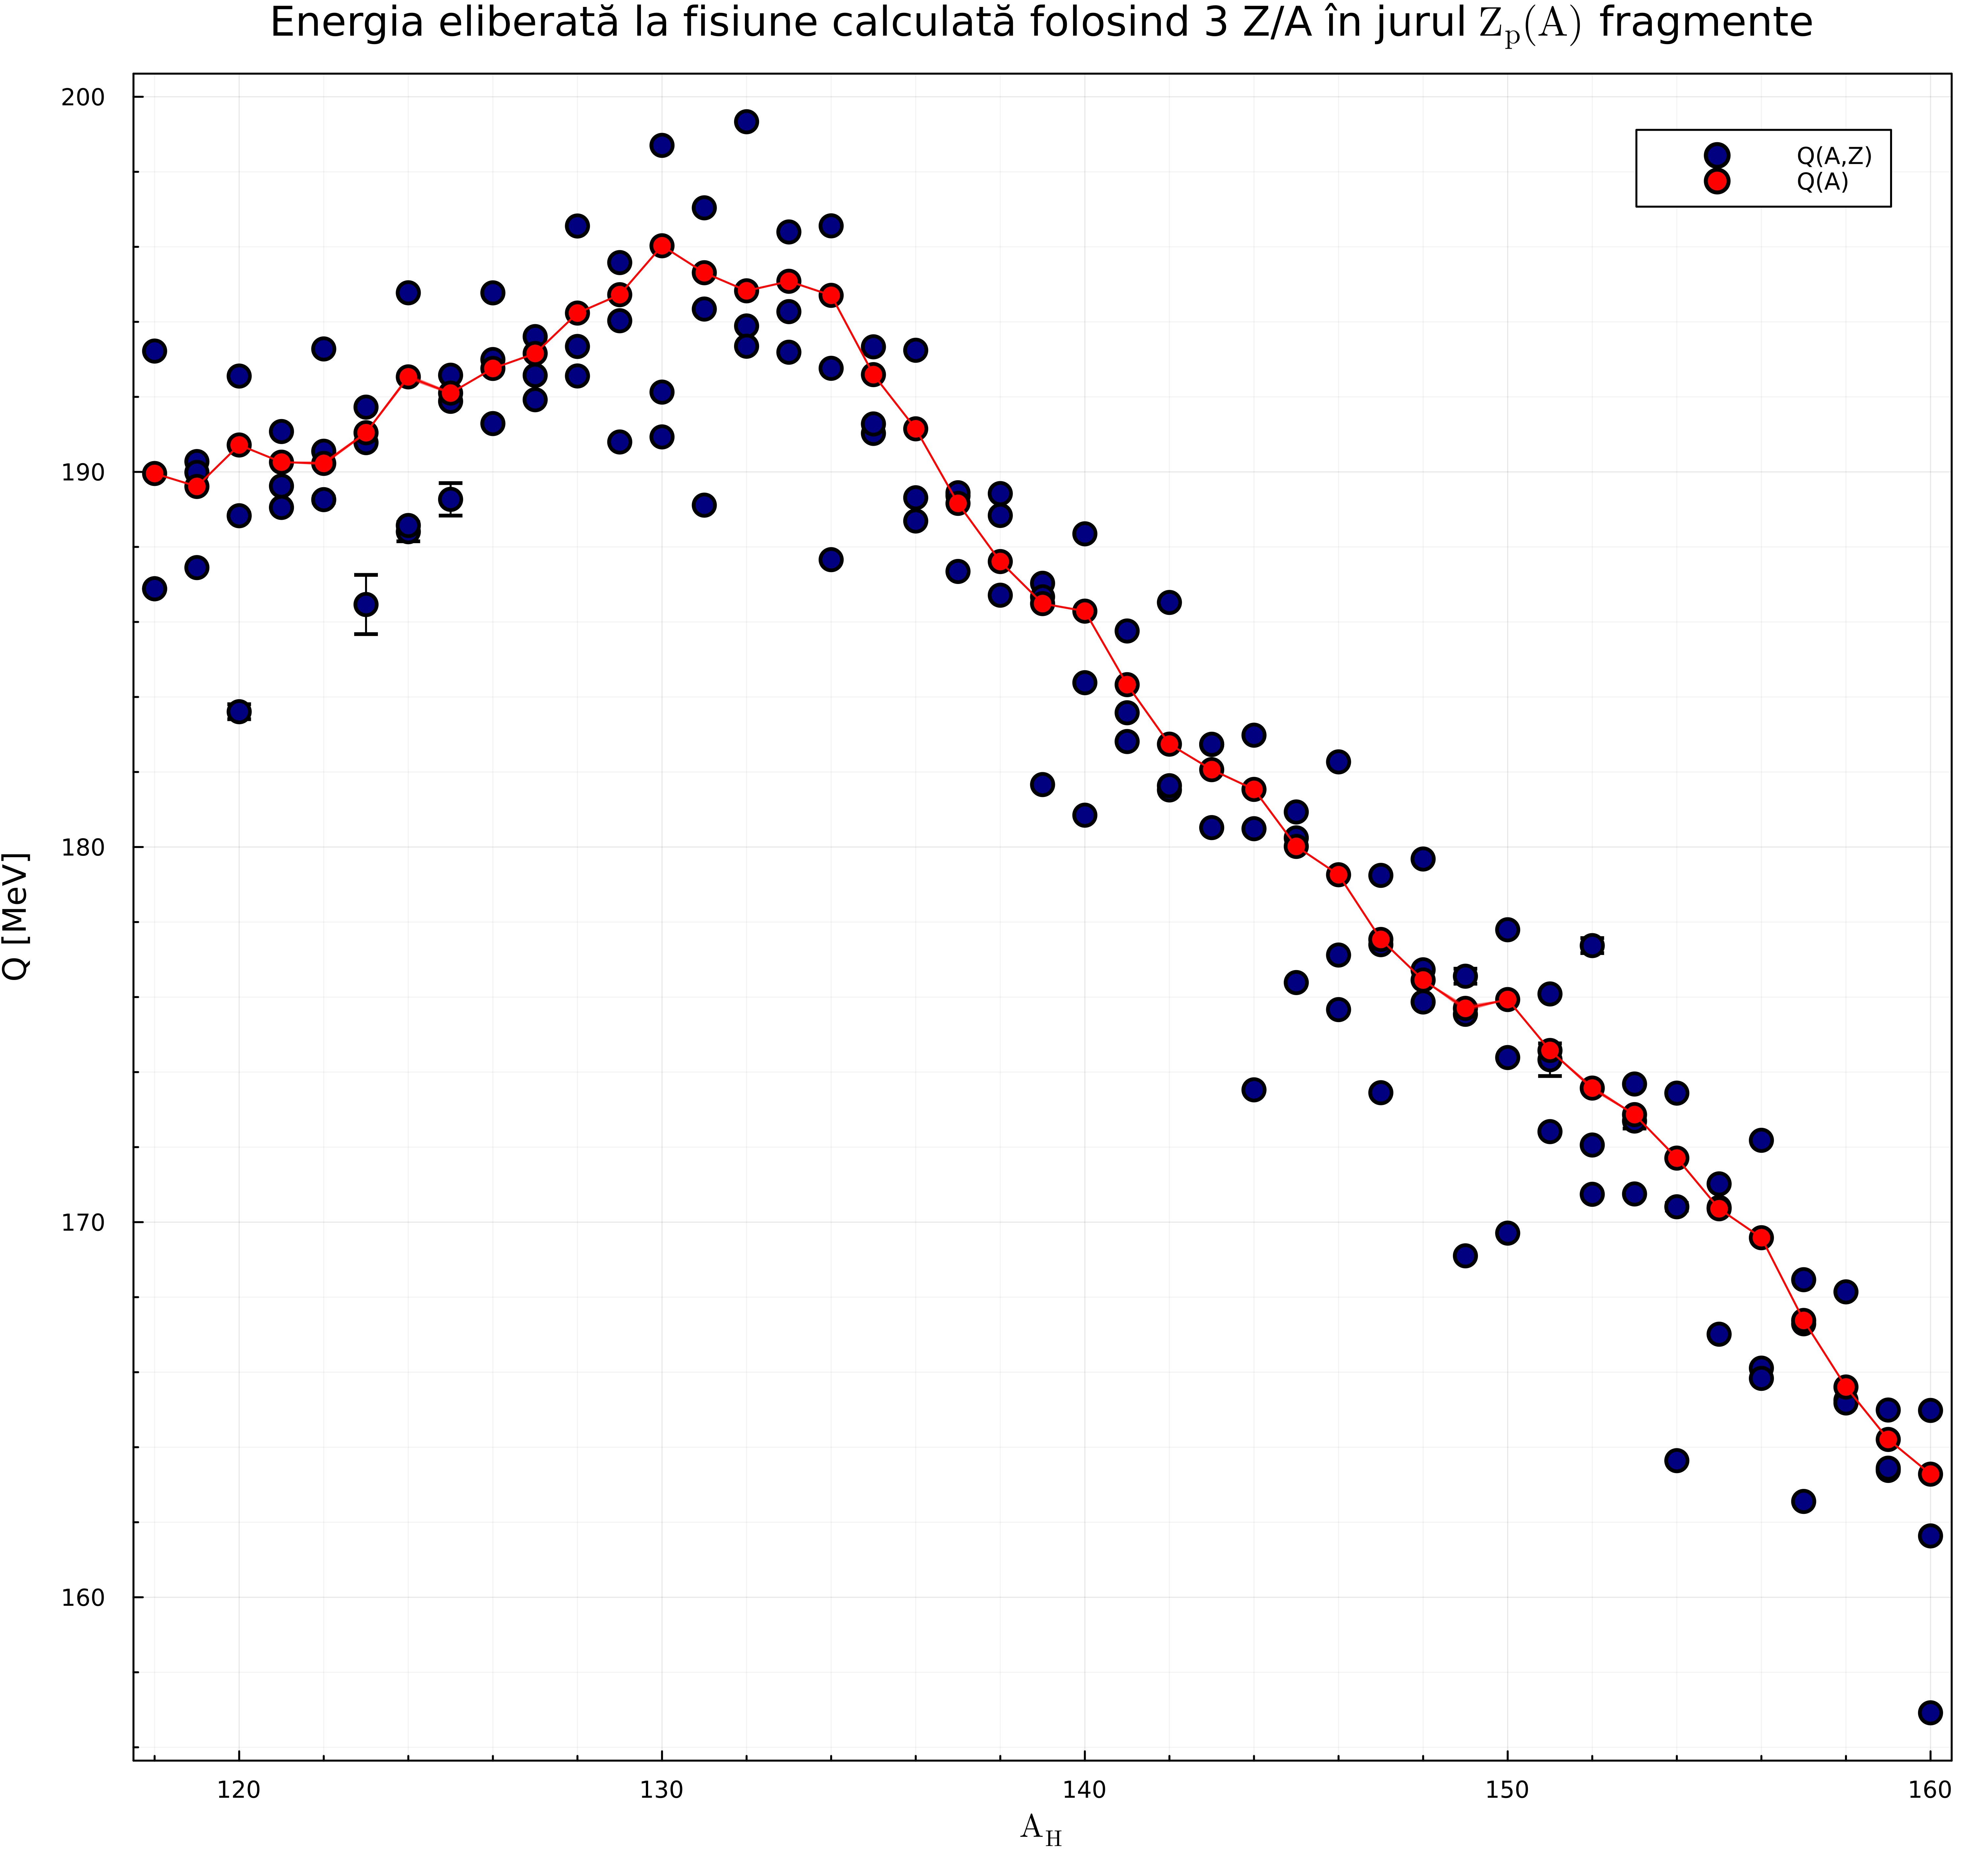 Energia eliberată la fisiune calculată folosind 3 Z/A în jurul Zp(A) fragmente
200
190
180
170
160
Q [MeV]
Q(A,Z)
Q(A)
120
130
140
150
160
AH